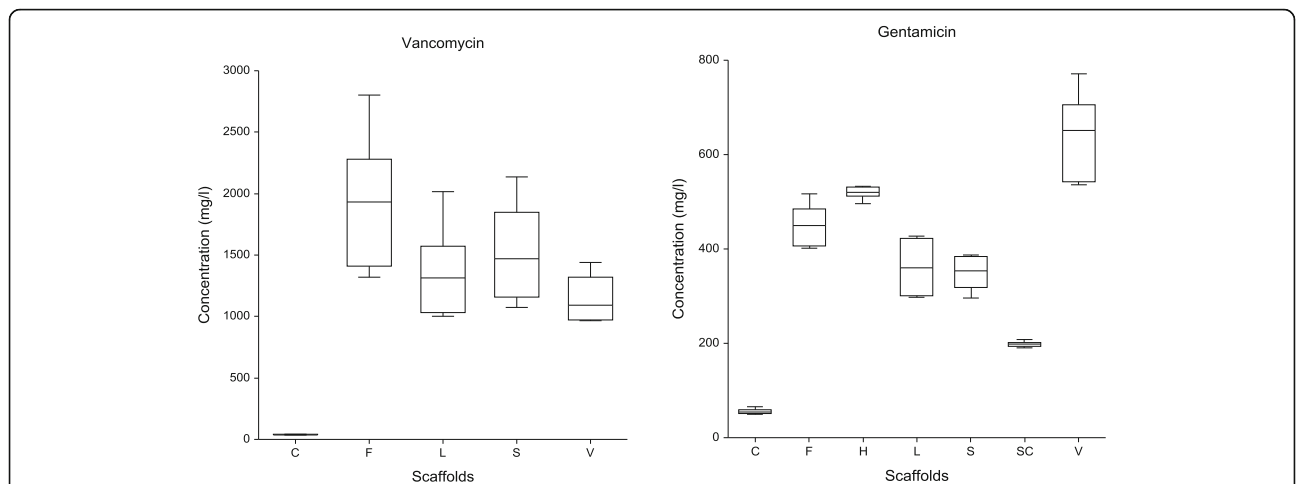 Vancomycin
3000
2500
2000
1500
1000
500
0
Concentration (mg/l)
C F L S V
Scaffolds
Gentamicin
800
600
400
200
0
Concentration (mg/l)
C F H L S SC V
Scaffolds